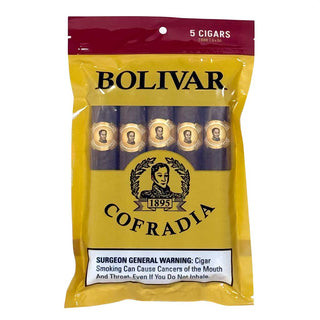 5 CIGARS
BOLIVAR
1895
COFRADIA
SURGEON GENERAL WARNING: Cigar
Smoking Can Cause Cancers of the Mouth
And Throat, Even If You Do Not Inhale